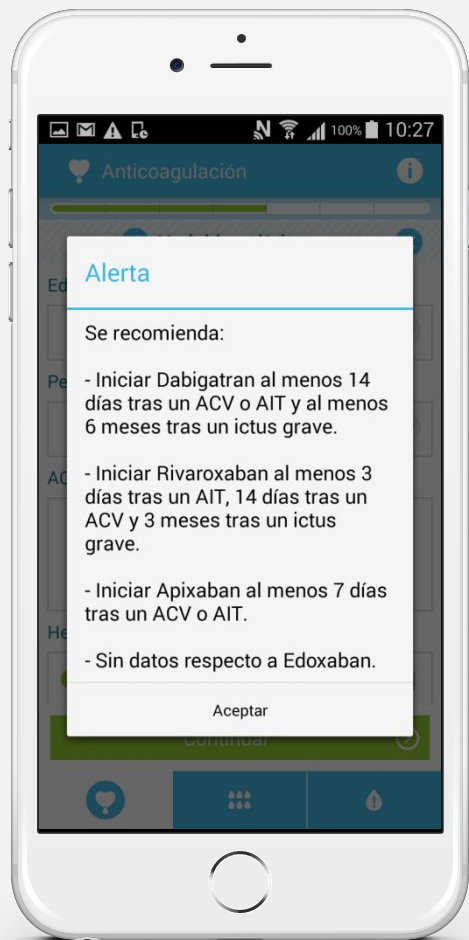 100% 10:27
Anticoagulación
Alerta
Se recomienda:
- Iniciar Dabigatran al menos 14
días tras un ACV o AIT y al menos
6 meses tras un ictus grave.
- Iniciar Rivaroxaban al menos 3
días tras un AIT, 14 días tras un
ACV y 3 meses tras un ictus
grave.
- Iniciar Apixaban al menos 7 días
tras un ACV o AIT.
- Sin datos respecto a Edoxaban.
Aceptar
Continuar